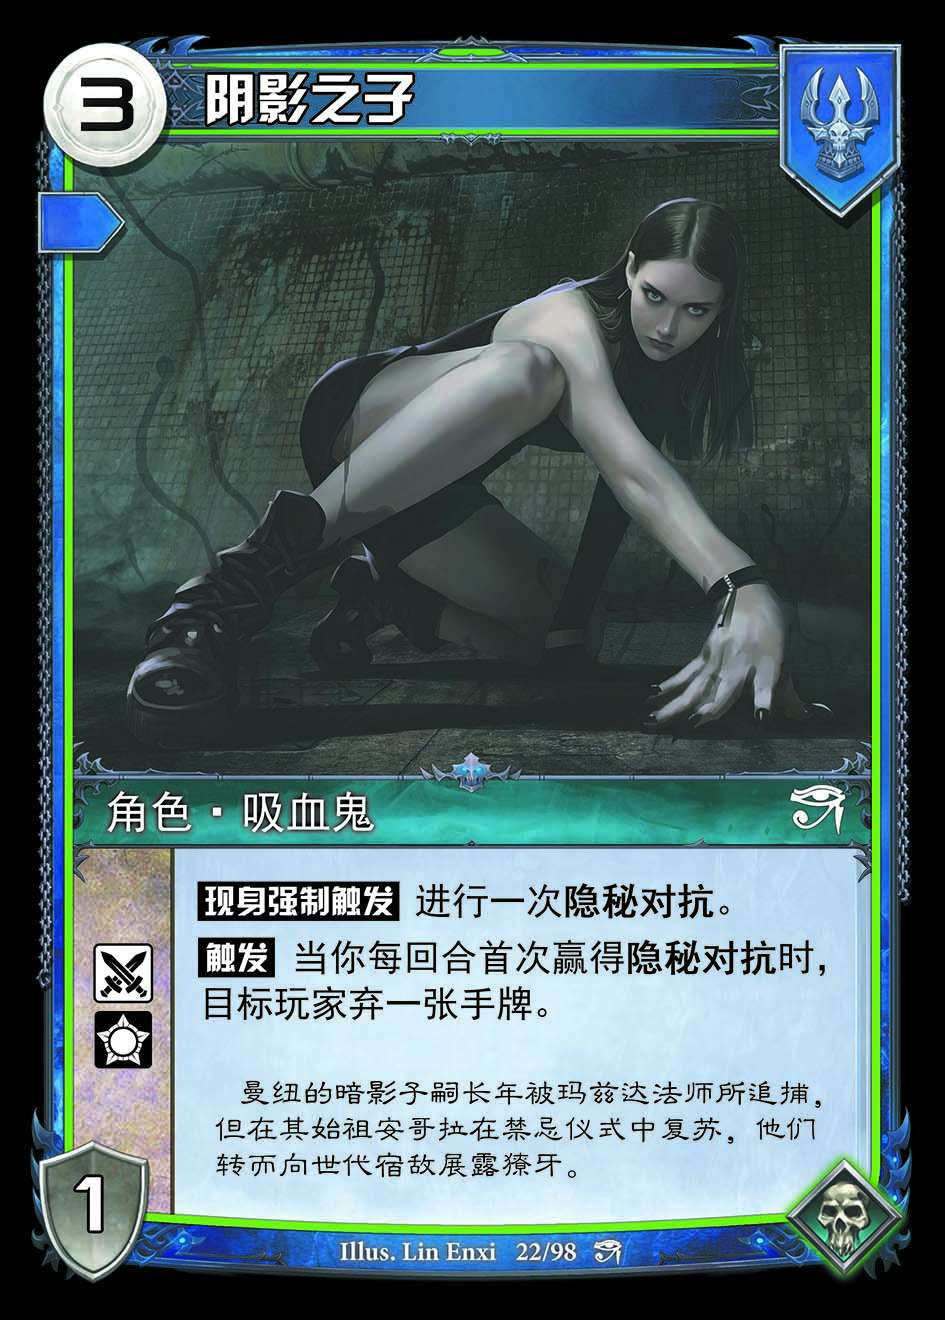 3
阴影之子
角色·吸血鬼
现身强制触发 进行一次隐秘对抗。
触发 当你每回合首次赢得隐秘对抗时，
目标玩家弃一张手牌。
曼纽的暗影子嗣长年被玛兹达法师所追捕，
但在其始祖安哥拉在禁忌仪式中复苏，他们
转而向世代宿敌展露獠牙。
1
Illus. Lin Enxi 22/98